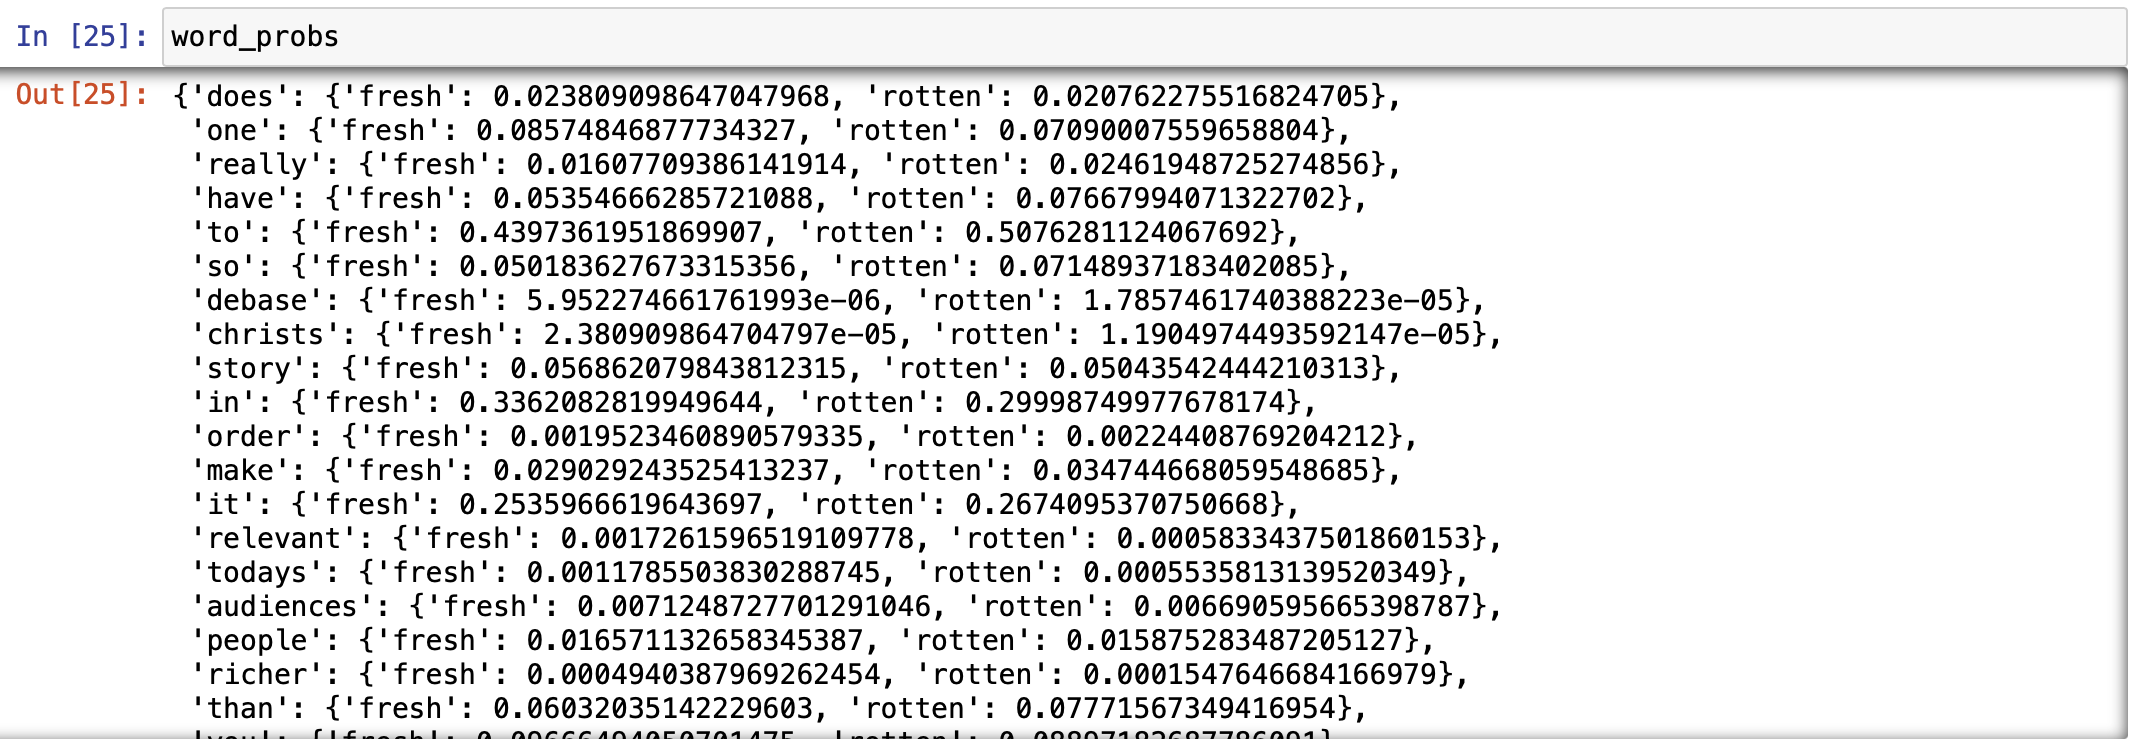 In [25]: word_probs
Out[25]: {'does': {'fresh': 0.023809098647047968, 'rotten': 0.020762275516824705},
'one': {'fresh': 0.08574846877734327, 'rotten': 0.07090007559658804},
'really': {'fresh': 0.01607709386141914, 'rotten': 0.02461948725274856},
'have': {'fresh': 0.05354666285721088, 'rotten': 0.07667994071322702},
'to': {'fresh': 0.4397361951869907, 'rotten': 0.5076281124067692},
'so': {'fresh': 0.050183627673315356, 'rotten': 0.07148937183402085},
'debase': {'fresh': 5.952274661761993e-06, 'rotten': 1.7857461740388223e-05},
'christs': {'fresh': 2.380909864704797e-05, 'rotten': 1.1904974493592147e-05},
'story': {'fresh': 0.056862079843812315, 'rotten': 0.05043542444210313},
'in': {'fresh': 0.3362082819949644, 'rotten': 0.29998749977678174},
'order': {'fresh': 0.0019523460890579335, 'rotten': 0.00224408769204212},
'make': {'fresh': 0.029029243525413237, 'rotten': 0.034744668059548685},
'it': {'fresh': 0.2535966619643697, 'rotten': 0.2674095370750668},
'relevant': {'fresh': 0.0017261596519109778, 'rotten': 0.0005833437501860153},
'todays': {'fresh': 0.0011785503830288745, 'rotten': 0.0005535813139520349},
'audiences': {'fresh': 0.0071248727701291046, 'rotten': 0.006690595665398787},
'people': {'fresh': 0.016571132658345387, 'rotten': 0.015875283487205127},
'richer': {'fresh': 0.0004940387969262454, 'rotten': 0.0001547646684166979},
'than': {'fresh': 0.06032035142229603, 'rotten': 0.07771567349416954},